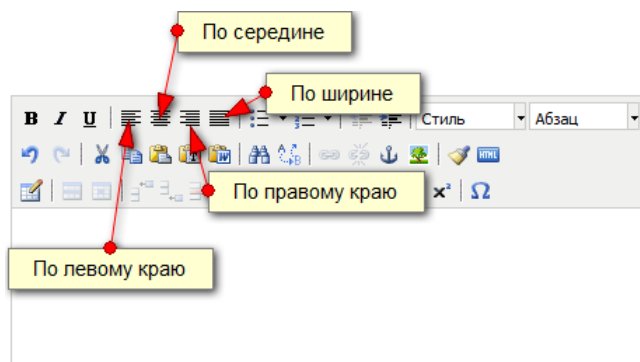 По середине
По ширине
B I U Стиль Абзац
HTML
По правому краю
x² Ω
По левому краю